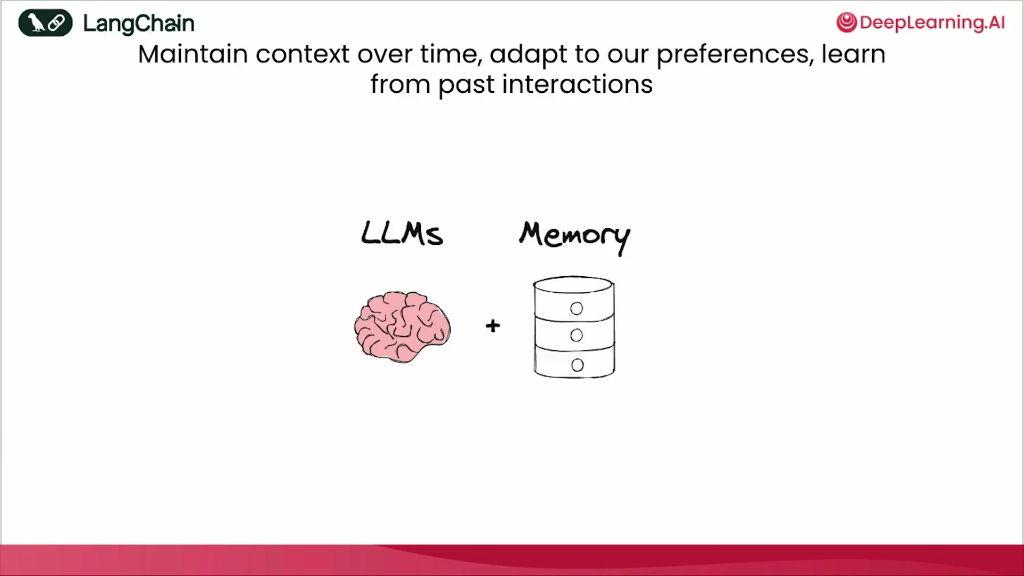 LangChain
DeepLearning.AI
Maintain context over time, adapt to our preferences, learn
from past interactions
LLMs
Memory
+